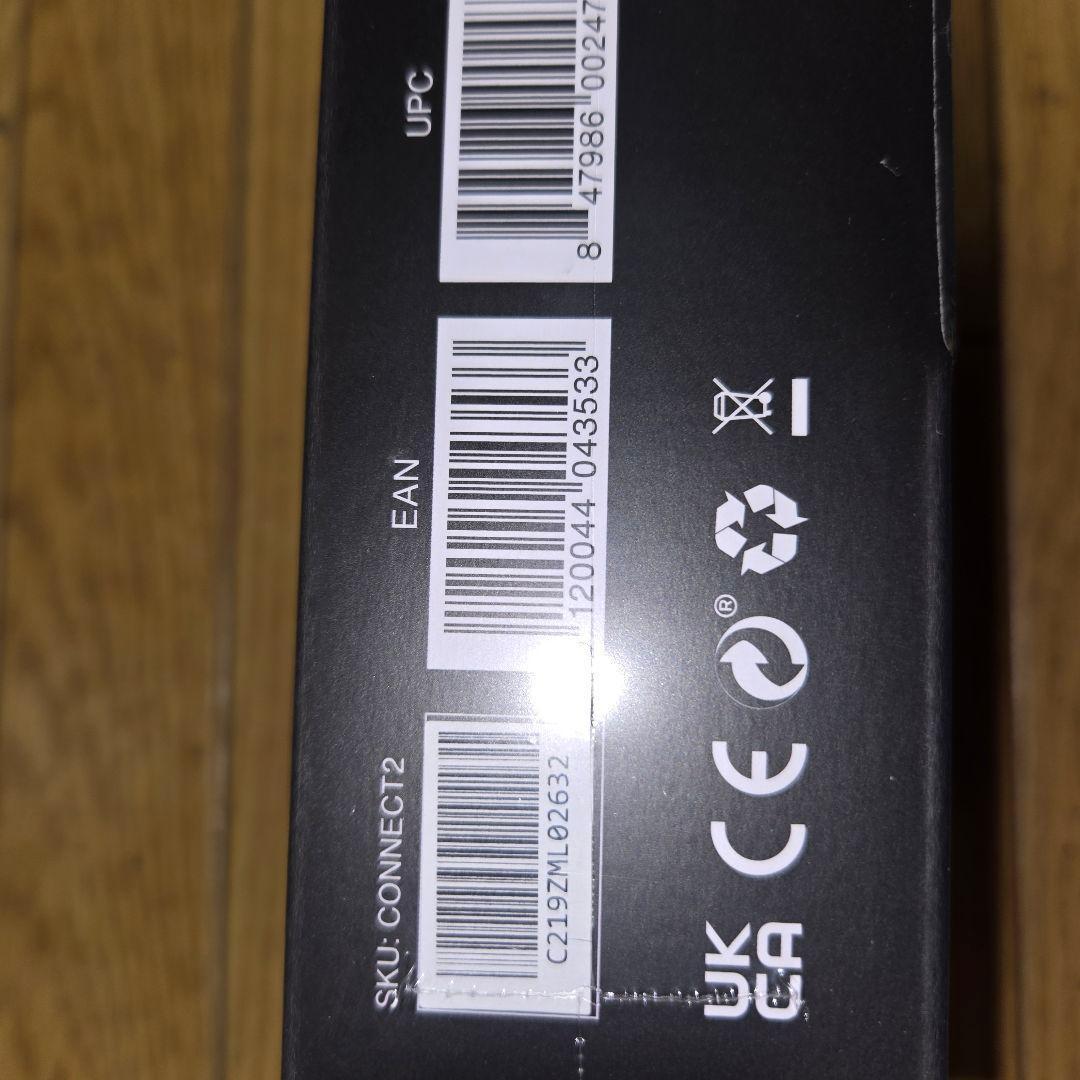 SKU: CONNECT2
C219ZML02632
EAN
120044 043533
UPC
8 47986 00247
UK
CA
CE
®